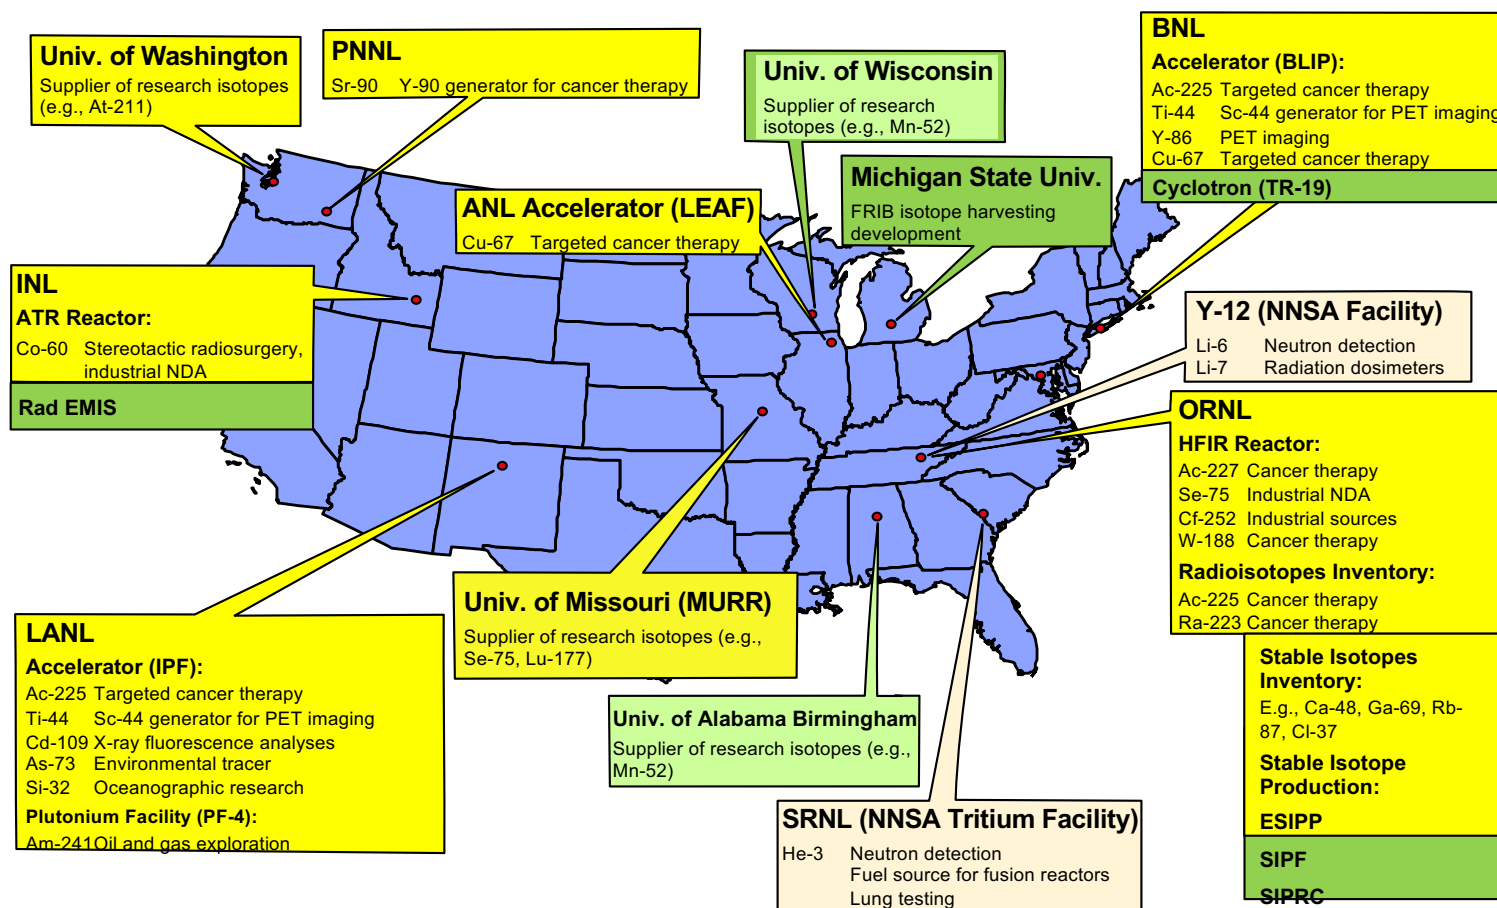 Univ. of Washington
Supplier of research isotopes
(e.g., At-211)
PNNL
Sr-90 Y-90 generator for cancer therapy
Univ. of Wisconsin
Supplier of research
isotopes (e.g., Mn-52)
BNL
Accelerator (BLIP):
Ac-225 Targeted cancer therapy
Ti-44 Sc-44 generator for PET imaging
Y-86 PET imaging
Cu-67 Targeted cancer therapy
Cyclotron (TR-19)
Michigan State Univ.
FRIB isotope harvesting
development
ANL Accelerator (LEAF)
Cu-67 Targeted cancer therapy
INL
ATR Reactor:
Co-60 Stereotactic radiosurgery,
industrial NDA
Rad EMIS
Y-12 (NNSA Facility)
Li-6 Neutron detection
Li-7 Radiation dosimeters
ORNL
HFIR Reactor:
Ac-227 Cancer therapy
Se-75 Industrial NDA
Cf-252 Industrial sources
W-188 Cancer therapy
Radioisotopes Inventory:
Ac-225 Cancer therapy
Ra-223 Cancer therapy
Stable Isotopes
Inventory:
E.g., Ca-48, Ga-69, Rb-
87, Cl-37
Stable Isotope
Production:
ESIPP
SIPF
SIPRC
LANL
Accelerator (IPF):
Ac-225 Targeted cancer therapy
Ti-44 Sc-44 generator for PET imaging
Cd-109 X-ray fluorescence analyses
As-73 Environmental tracer
Si-32 Oceanographic research
Plutonium Facility (PF-4):
Am-241 Oil and gas exploration
Univ. of Missouri (MURR)
Supplier of research isotopes (e.g.,
Se-75, Lu-177)
Univ. of Alabama Birmingham
Supplier of research isotopes (e.g.,
Mn-52)
SRNL (NNSA Tritium Facility)
He-3 Neutron detection
Fuel source for fusion reactors
Lung testing